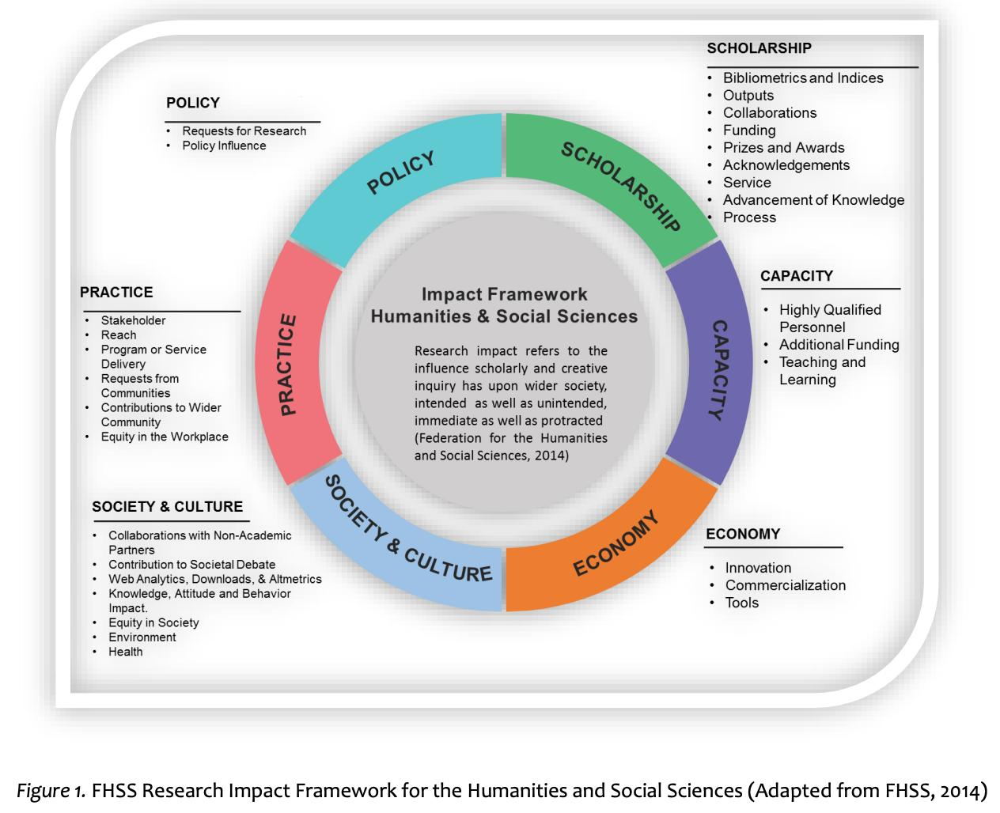 SCHOLARSHIP
• Bibliometrics and Indices
• Outputs
• Collaborations
• Funding
• Prizes and Awards
• Acknowledgements
• Service
• Advancement of Knowledge
• Process
POLICY
• Requests for Research
• Policy Influence
POLICY
SCHOLARSHIP
CAPACITY
• Highly Qualified
Personnel
• Additional Funding
• Teaching and
Learning
PRACTICE
• Stakeholder
• Reach
• Program or Service
Delivery
• Requests from
Communities
• Contributions to Wider
Community
• Equity in the Workplace
PRACTICE
Impact Framework
Humanities & Social Sciences
Research impact refers to the
influence scholarly and creative
inquiry has upon wider society,
intended as well as unintended,
immediate as well as protracted
(Federation for the Humanities
and Social Sciences, 2014)
CAPACITY
SOCIETY & CULTURE
• Collaborations with Non-Academic
Partners
• Contribution to Societal Debate
• Web Analytics, Downloads, & Altmetrics
• Knowledge, Attitude and Behavior
Impact.
• Equity in Society
• Environment
• Health
SOCIETY & CULTURE
ECONOMY
ECONOMY
• Innovation
• Commercialization
• Tools
Figure 1. FHSS Research Impact Framework for the Humanities and Social Sciences (Adapted from FHSS, 2014)